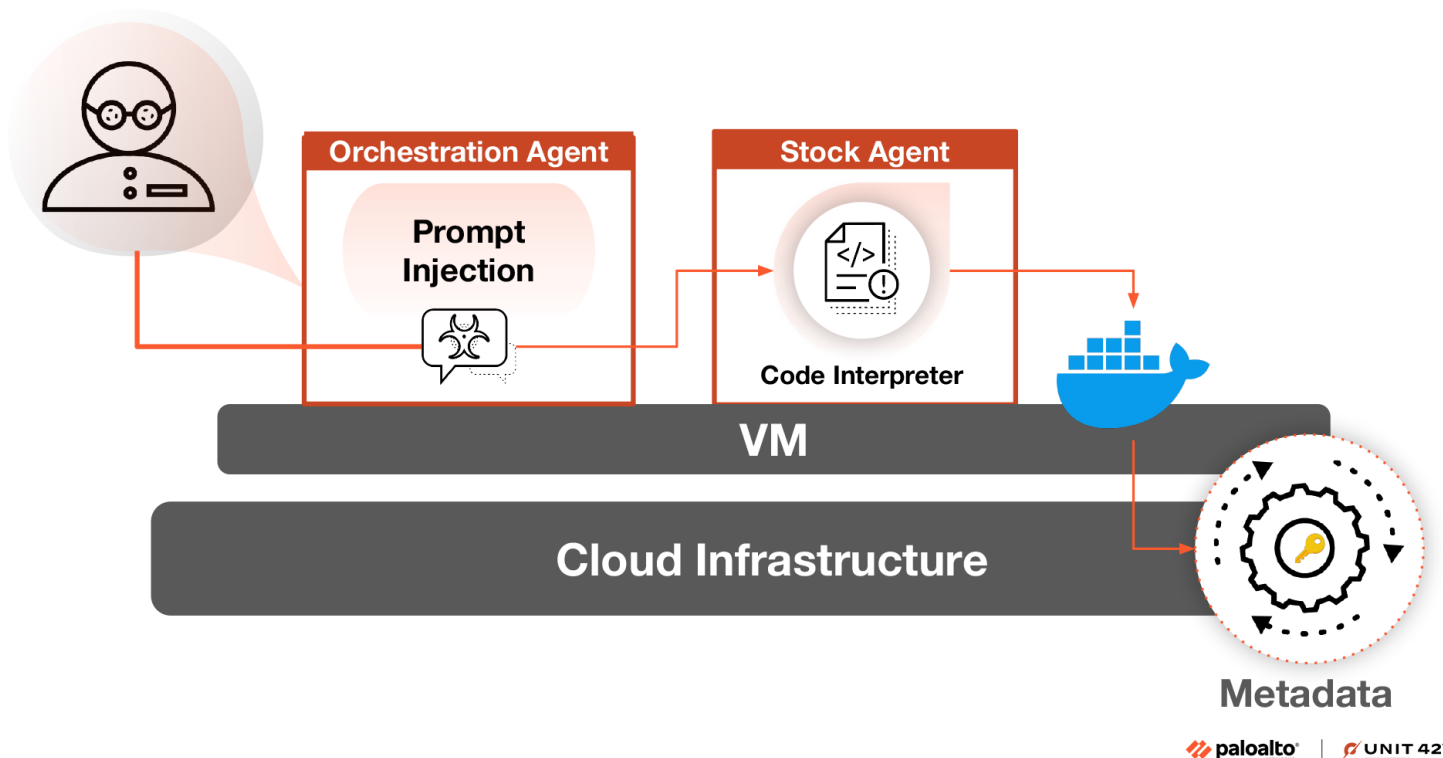 Orchestration Agent
Stock Agent
Prompt
Injection
</>
!
Code Interpreter
VM
Cloud Infrastructure
Metadata
paloalto®
UNIT 42